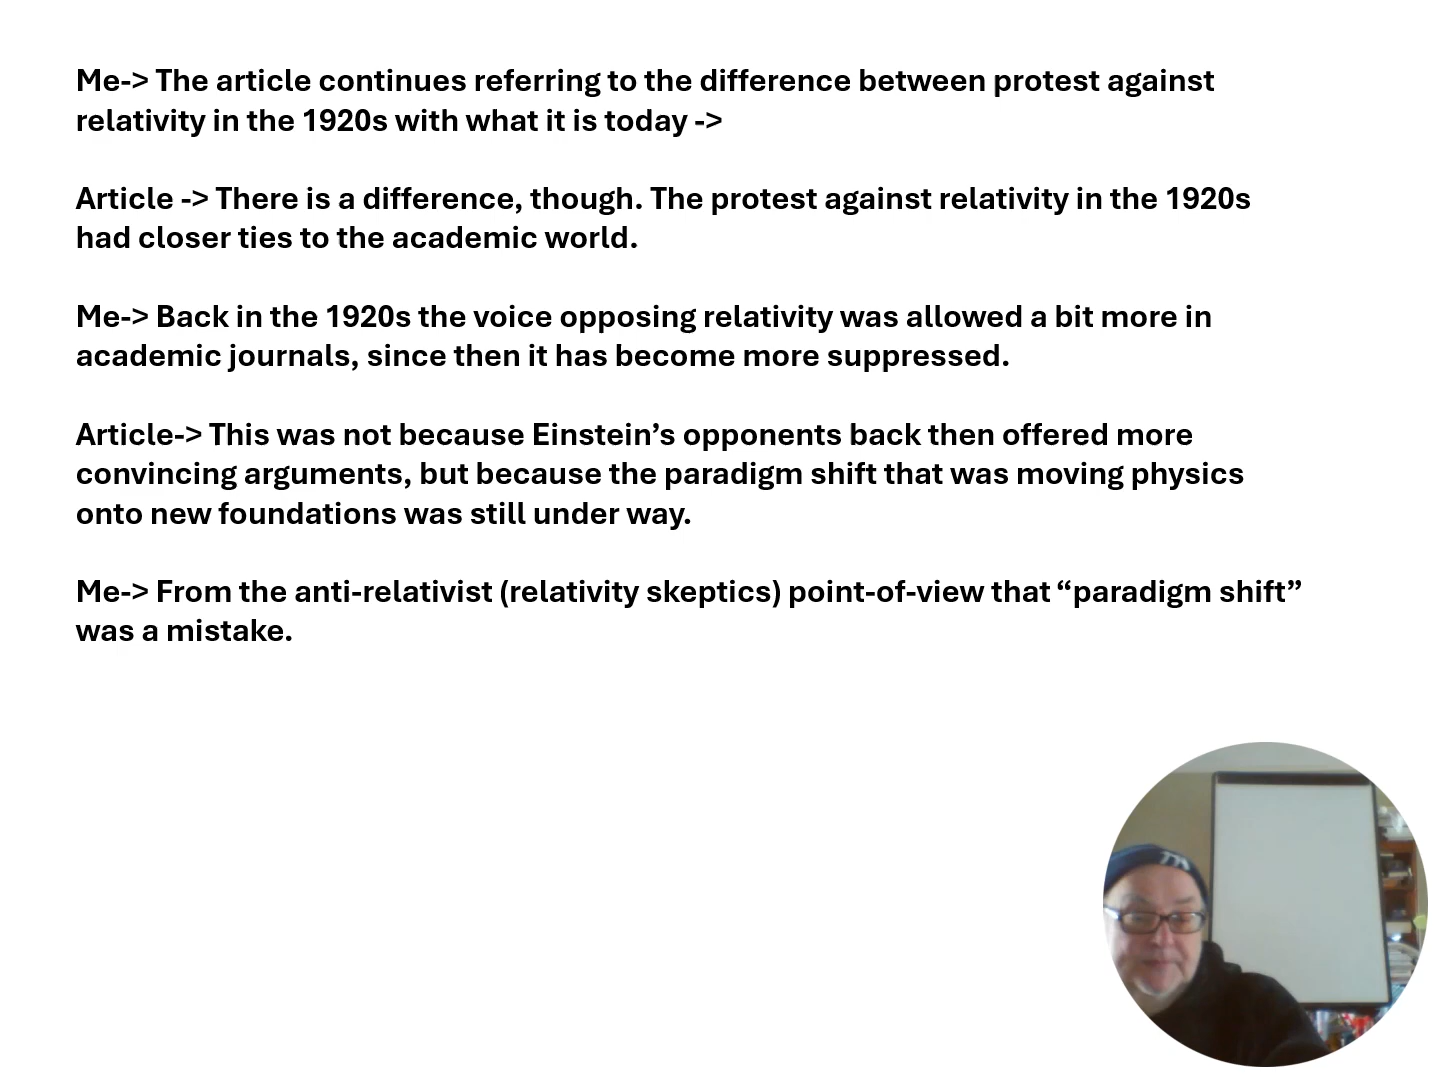 Me-> The article continues referring to the difference between protest against
relativity in the 1920s with what it is today ->
Article -> There is a difference, though. The protest against relativity in the 1920s
had closer ties to the academic world.
Me-> Back in the 1920s the voice opposing relativity was allowed a bit more in
academic journals, since then it has become more suppressed.
Article-> This was not because Einstein’s opponents back then offered more
convincing arguments, but because the paradigm shift that was moving physics
onto new foundations was still under way.
Me-> From the anti-relativist (relativity skeptics) point-of-view that “paradigm shift”
was a mistake.